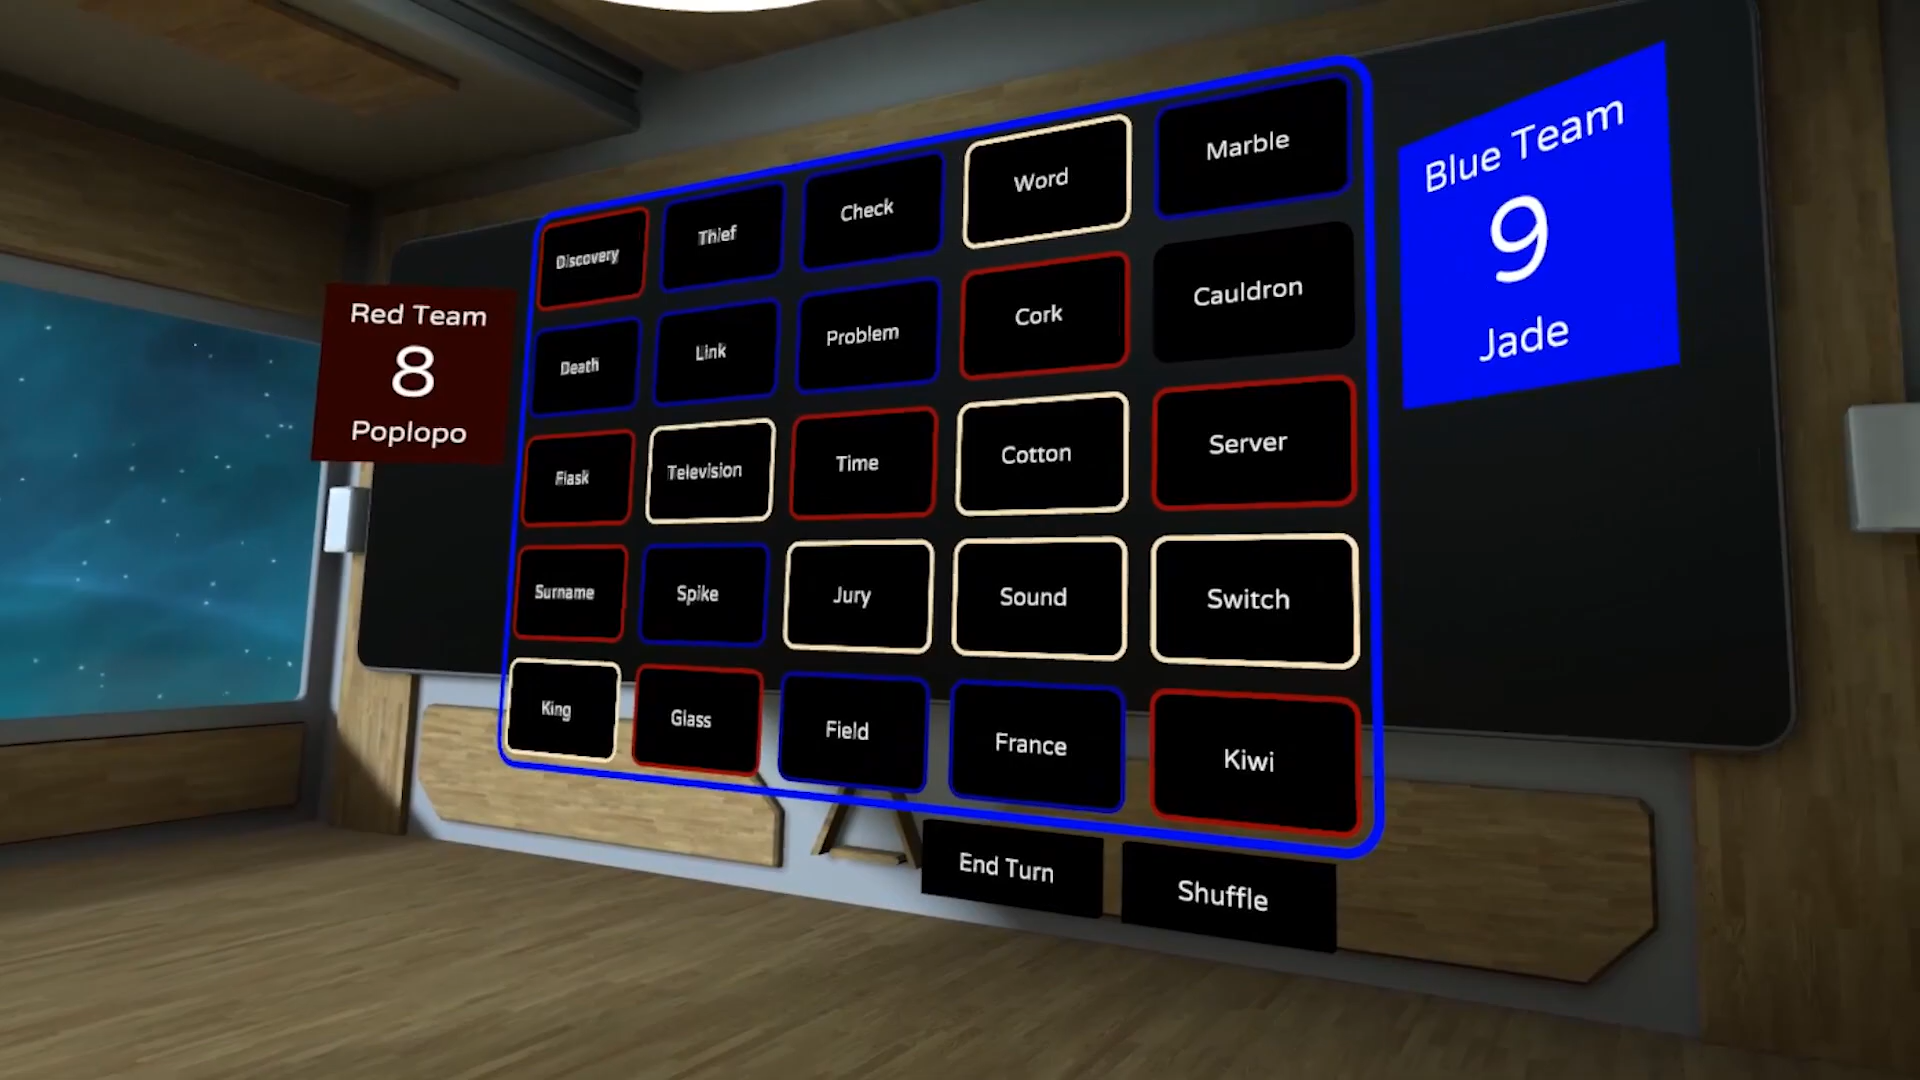 Red Team
8
Poplopo
Discovery
Thief
Check
Word
Marble
Death
Link
Problem
Cork
Cauldron
Flask
Television
Time
Cotton
Server
Surname
Spike
Jury
Sound
Switch
King
Glass
Field
France
Kiwi
End Turn
Shuffle
Blue Team
9
Jade